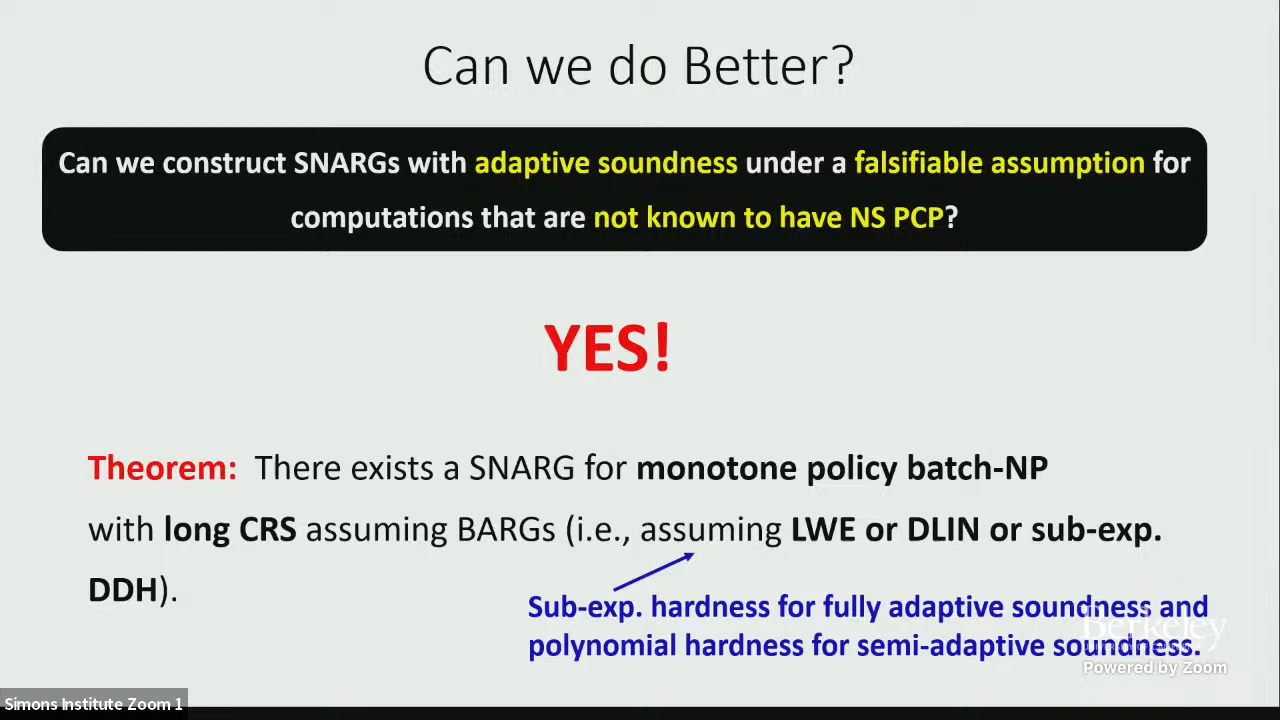 Can we do Better?
Can we construct SNARGs with adaptive soundness under a falsifiable assumption for
computations that are not known to have NS PCP?
YES!
Theorem: There exists a SNARG for monotone policy batch-NP
with long CRS assuming BARGs (i.e., assuming LWE or DLIN or sub-exp.
DDH).
Sub-exp. hardness for fully adaptive soundness and
polynomial hardness for semi-adaptive soundness.
Berkeley
Powered by Zoom
Simons Institute Zoom 1